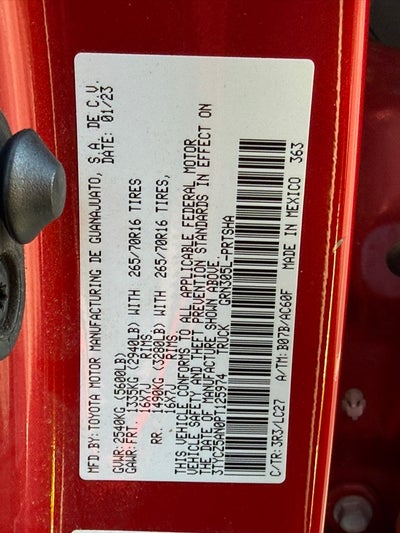 MFD.BY:TOYOTA MOTOR MANUFACTURING DE GUANAJUATO, S.A. DE C.V.
DATE: 01/23
GVWR:2540KG (5600LB)
GAWR:FRT. 1335KG (2940LB) WITH 265/70R16 TIRES
16X7J RIMS.
RR. 1490KG (3280LB) WITH 265/70R16 TIRES,
16X7J RIMS.
THIS VEHICLE CONFORMS TO ALL APPLICABLE FEDERAL MOTOR
VEHICLE SAFETY AND THEFT PREVENTION STANDARDS IN EFFECT ON
THE DATE OF MANUFACTURE SHOWN ABOVE.
3TYCZ5AN0PT125974 TRUCK GRN305L-PRTSHA
C/TR:3R3/LC27 A/TM:B07B/AC60F MADE IN MEXICO 363